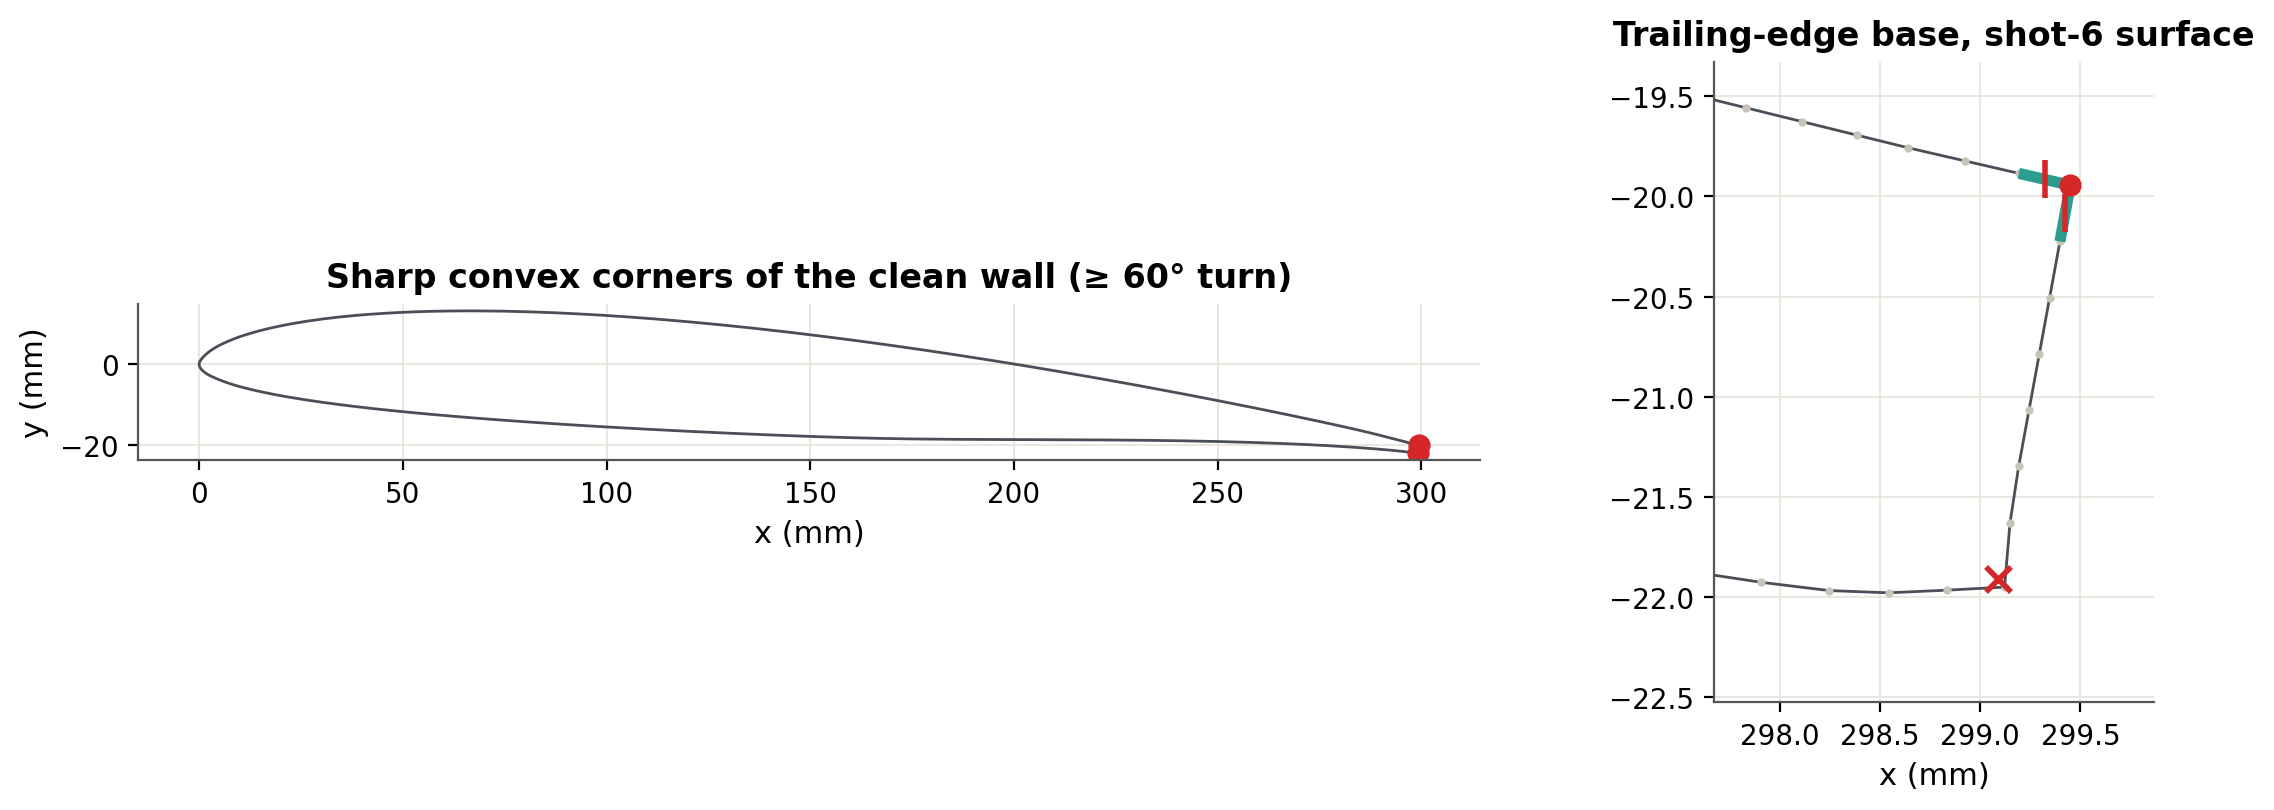 Sharp convex corners of the clean wall (≥ 60° turn)
y (mm)
0
−20
0 50 100 150 200 250 300
x (mm)
Trailing-edge base, shot-6 surface
−19.5
−20.0
−20.5
−21.0
−21.5
−22.0
−22.5
298.0 298.5 299.0 299.5
x (mm)